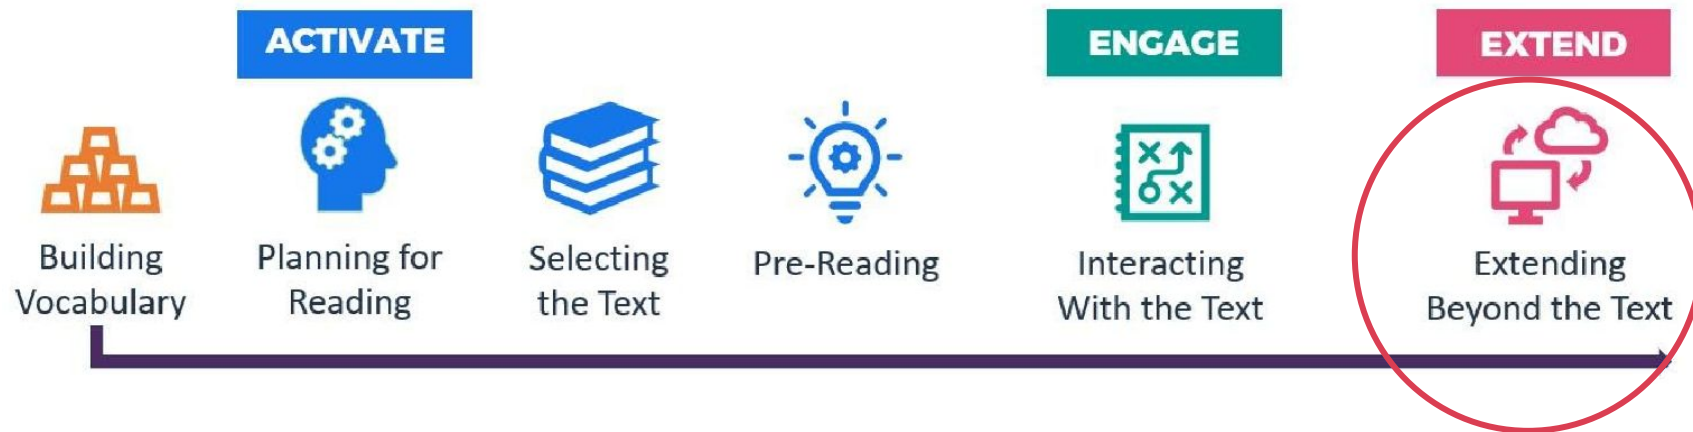 ACTIVATE
ENGAGE
EXTEND
Building
Vocabulary
Planning for
Reading
Selecting
the Text
Pre-Reading
Interacting
With the Text
Extending
Beyond the Text